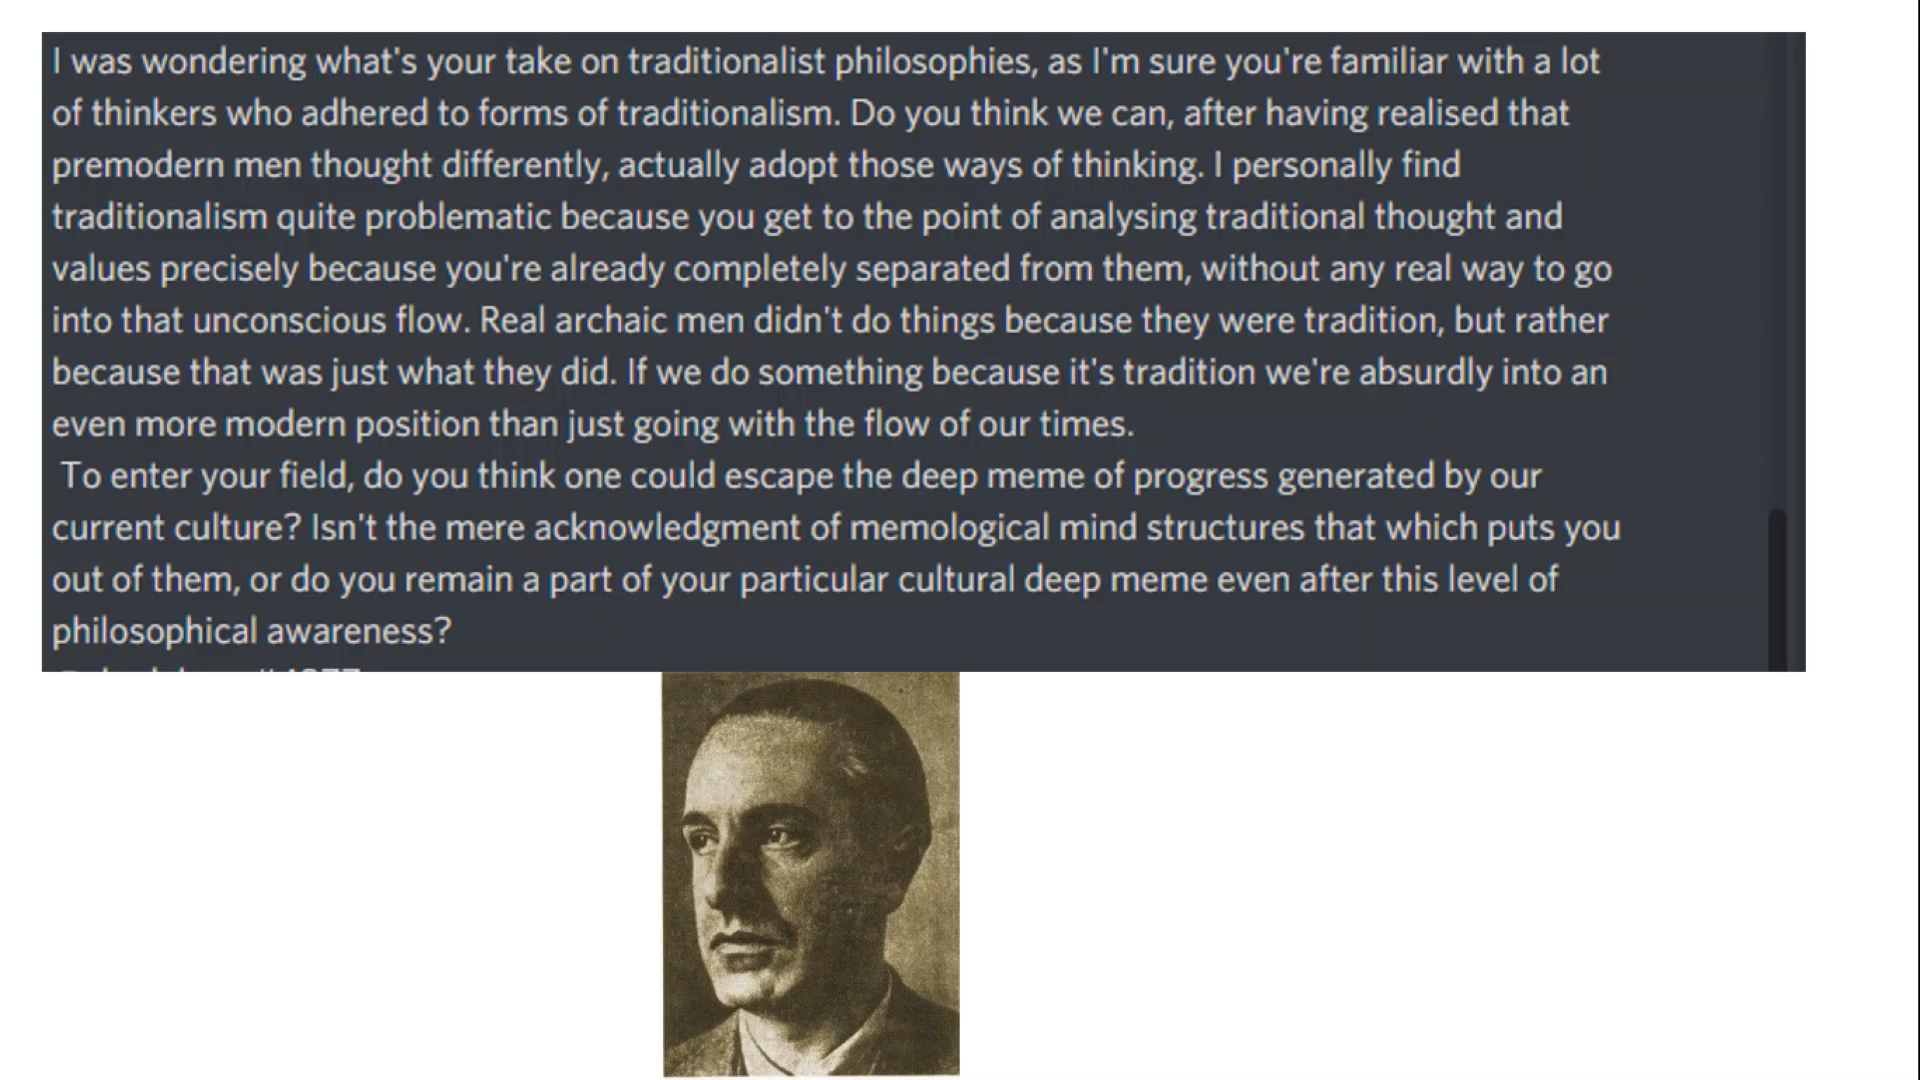 I was wondering what's your take on traditionalist philosophies, as I'm sure you're familiar with a lot
of thinkers who adhered to forms of traditionalism. Do you think we can, after having realised that
premodern men thought differently, actually adopt those ways of thinking. I personally find
traditionalism quite problematic because you get to the point of analysing traditional thought and
values precisely because you're already completely separated from them, without any real way to go
into that unconscious flow. Real archaic men didn't do things because they were tradition, but rather
because that was just what they did. If we do something because it's tradition we're absurdly into an
even more modern position than just going with the flow of our times.
To enter your field, do you think one could escape the deep meme of progress generated by our
current culture? Isn't the mere acknowledgment of memological mind structures that which puts you
out of them, or do you remain a part of your particular cultural deep meme even after this level of
philosophical awareness?